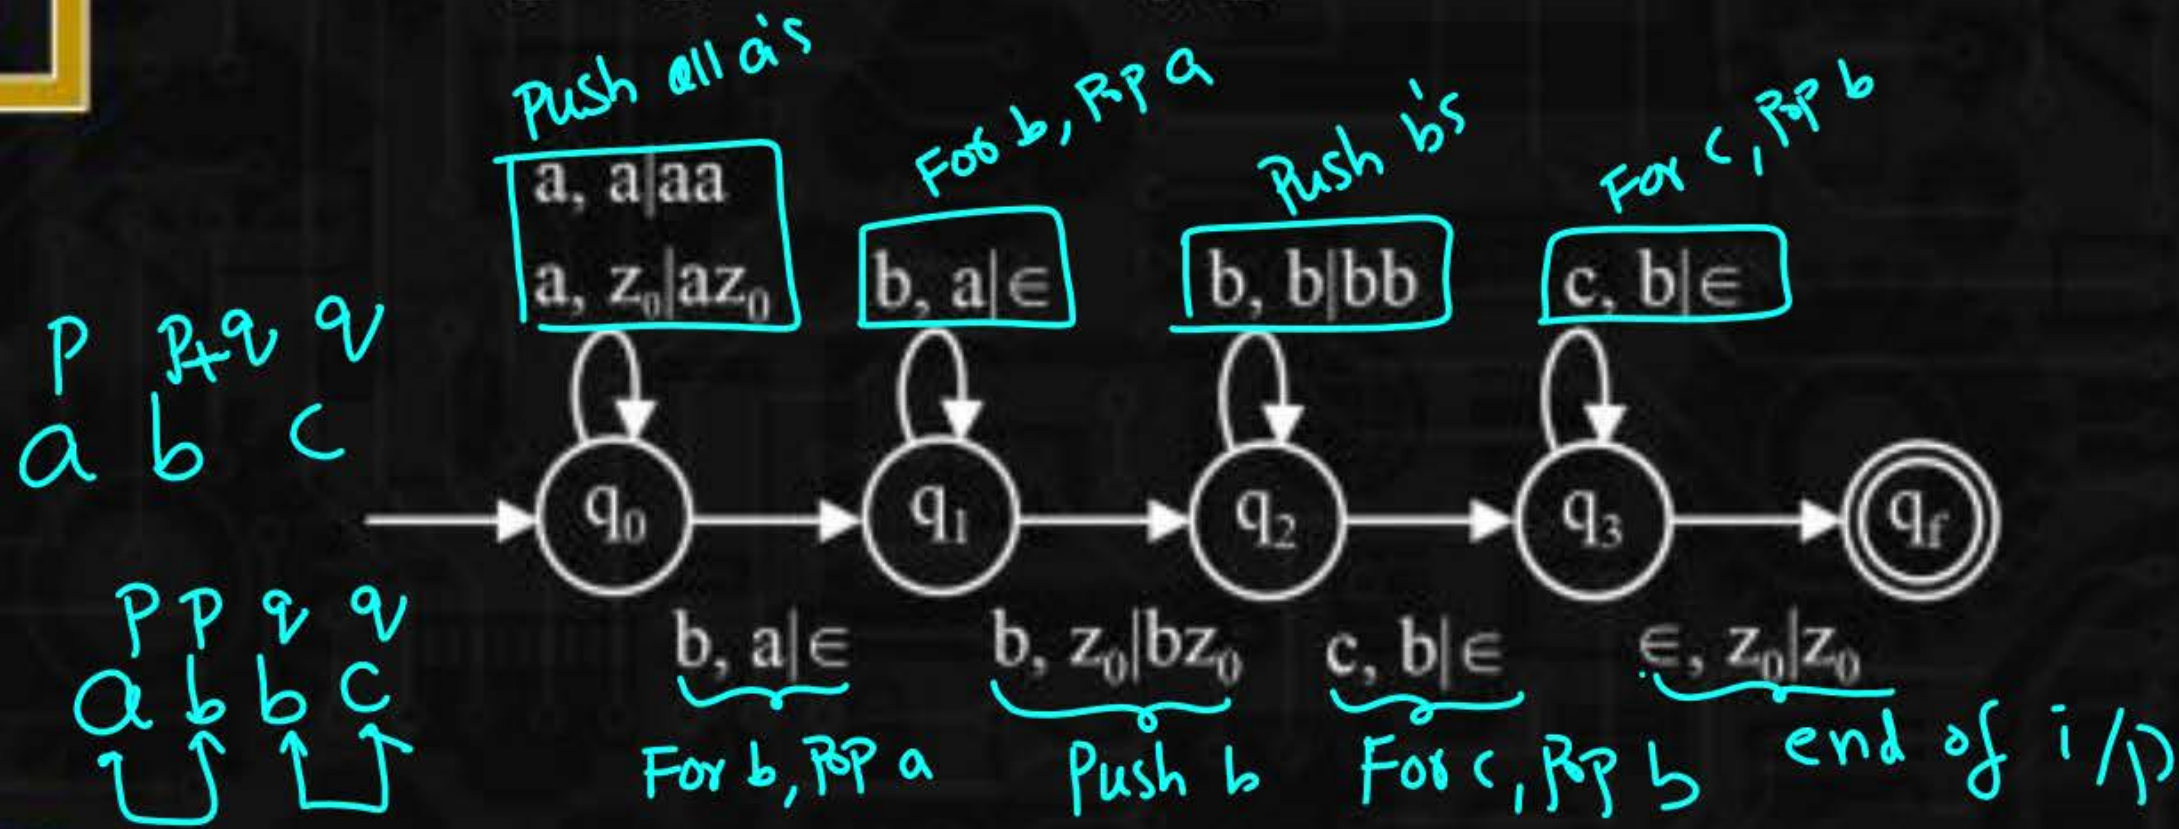 Push all a's
For b, Pop a
Push b's
For c, Pop b
a, a|aa
a, z₀|az₀
b, a|∈
b, b|bb
c, b|∈
p p+q q
a b c
q₀
q₁
q₂
q₃
q_f
p p q q
a b b c
b, a|∈
b, z₀|bz₀
c, b|∈
∈, z₀|z₀
For b, Pop a
Push b
For c, Pop b
end of i/p